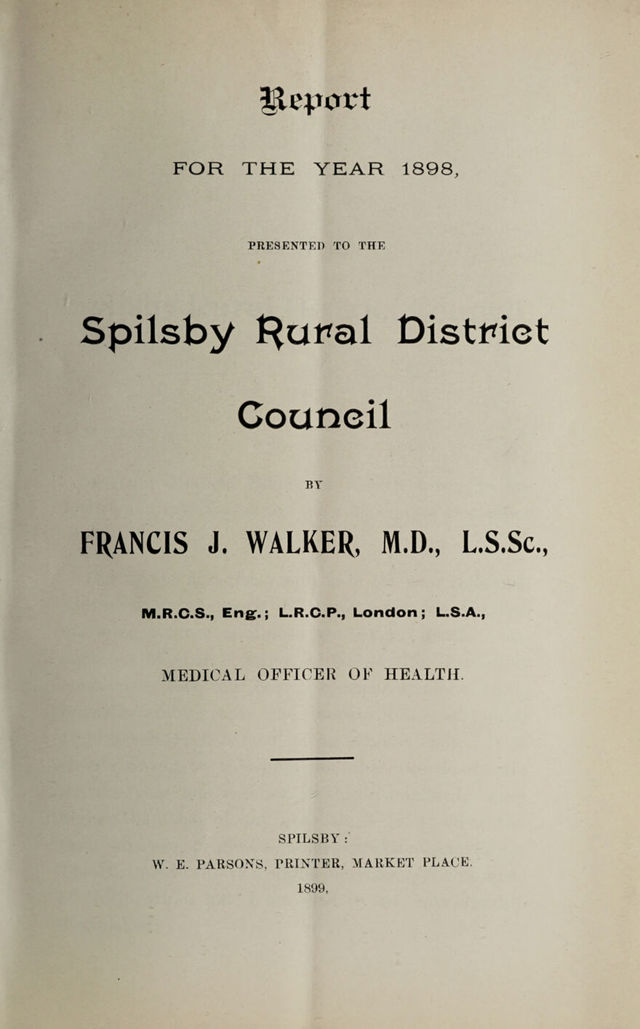 Report
FOR THE YEAR 1898,
PRESENTED TO THE
Spilsby Rural District
Council
BY
FRANCIS J. WALKER, M.D., L.S.Sc.,
M.R.C.S., Eng.; L.R.C.P., London; L.S.A.,
MEDICAL OFFICER OF HEALTH.
SPILSBY:
W. E. PARSONS, PRINTER, MARKET PLACE.
1899,